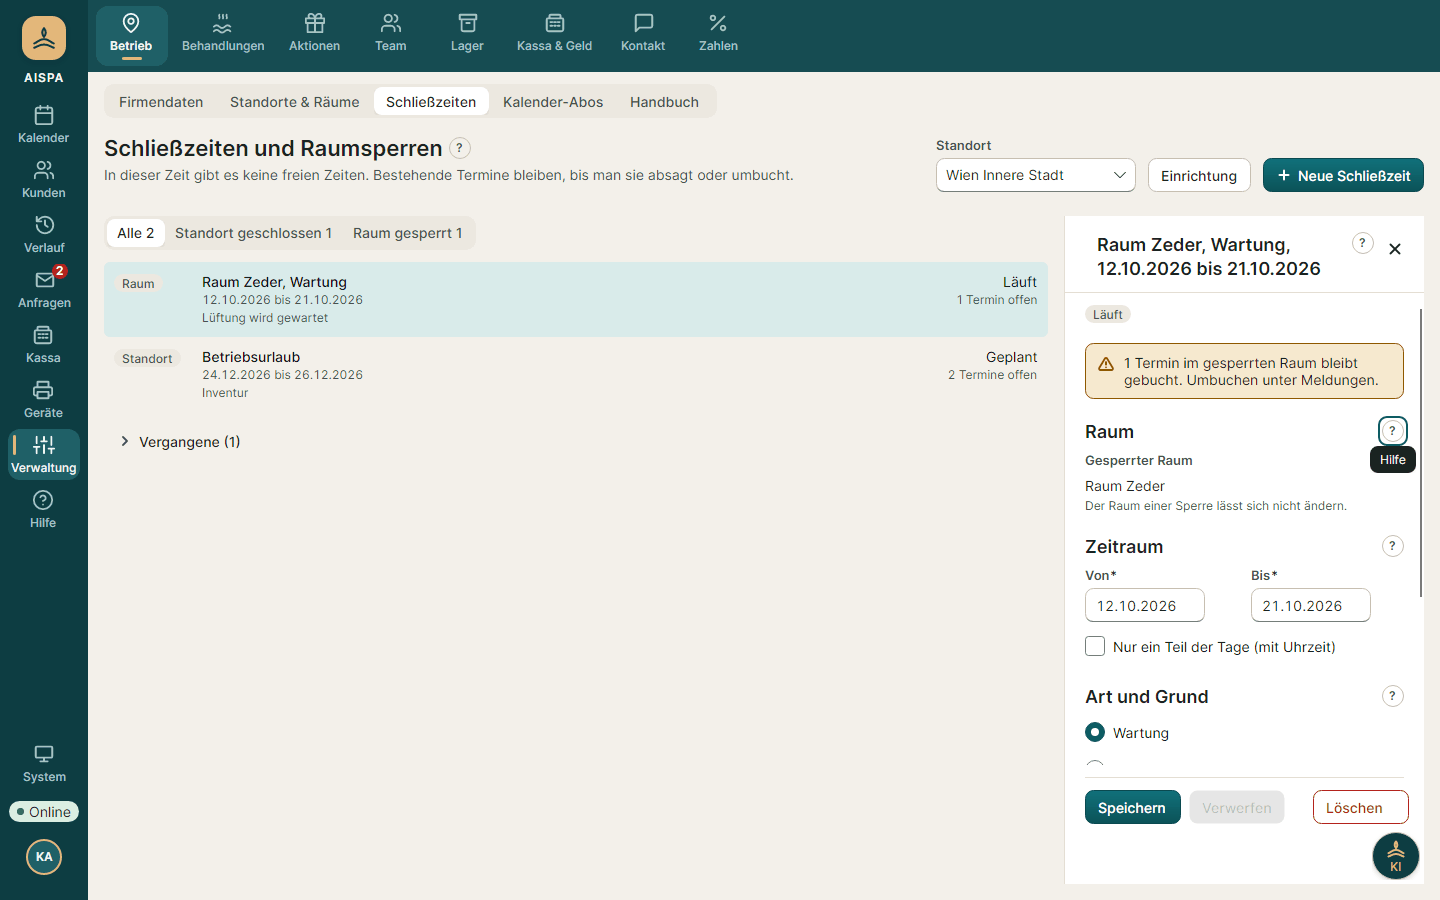 AISPA
Kalender
Kunden
Verlauf
2
Anfragen
Kassa
Geräte
Verwaltung
Hilfe
System
Online
KA
Betrieb
Behandlungen
Aktionen
Team
Lager
Kassa & Geld
Kontakt
Zahlen
Firmendaten
Standorte & Räume
Schließzeiten
Kalender-Abos
Handbuch
Schließzeiten und Raumsperren ?
In dieser Zeit gibt es keine freien Zeiten. Bestehende Termine bleiben, bis man sie absagt oder umbucht.
Standort
Wien Innere Stadt
Einrichtung
+ Neue Schließzeit
Alle 2
Standort geschlossen 1
Raum gesperrt 1
Raum
Raum Zeder, Wartung
12.10.2026 bis 21.10.2026
Lüftung wird gewartet
Läuft
1 Termin offen
Standort
Betriebsurlaub
24.12.2026 bis 26.12.2026
Inventur
Geplant
2 Termine offen
Vergangene (1)
Raum Zeder, Wartung,
12.10.2026 bis 21.10.2026
?
Läuft
1 Termin im gesperrten Raum bleibt
gebucht. Umbuchen unter Meldungen.
Raum
?
Hilfe
Gesperrter Raum
Raum Zeder
Der Raum einer Sperre lässt sich nicht ändern.
Zeitraum
?
Von*
Bis*
12.10.2026
21.10.2026
Nur ein Teil der Tage (mit Uhrzeit)
Art und Grund
?
Wartung
Speichern
Verwerfen
Löschen
KI